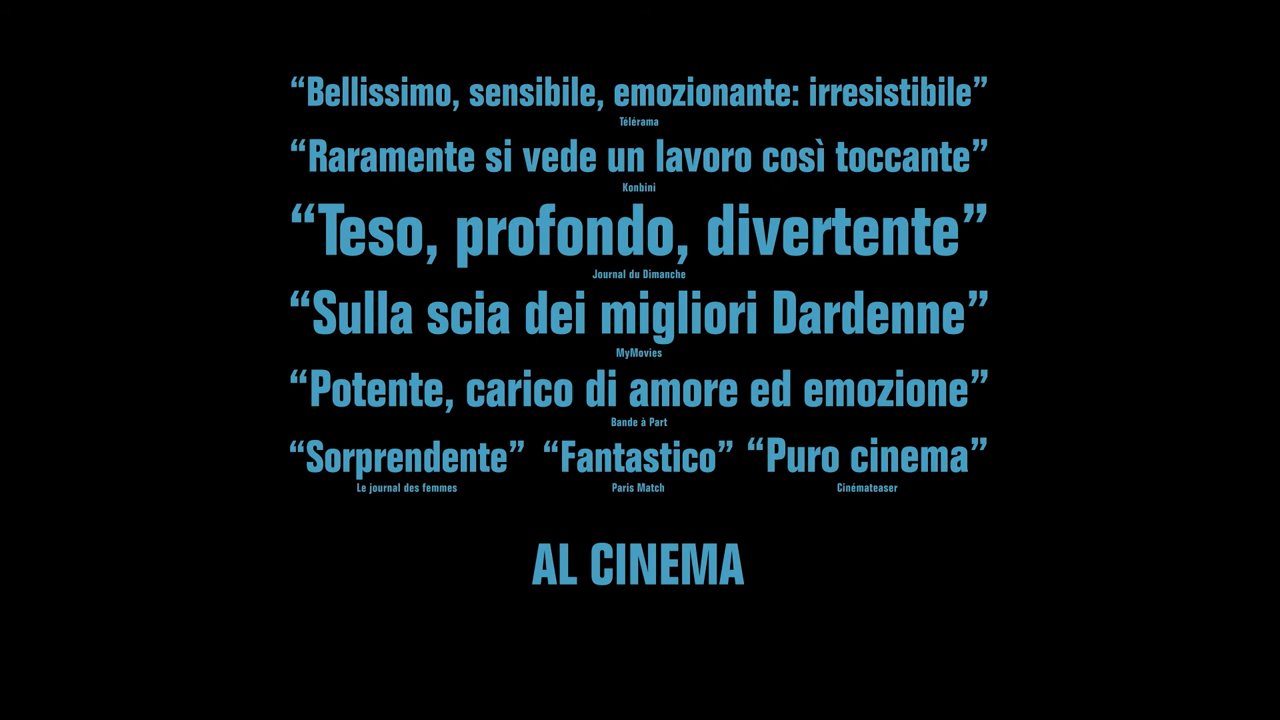 “Bellissimo, sensibile, emozionante: irresistibile”
Télérama
“Raramente si vede un lavoro così toccante”
Konbini
“Teso, profondo, divertente”
Journal du Dimanche
“Sulla scia dei migliori Dardenne”
MyMovies
“Potente, carico di amore ed emozione”
Bande à Part
“Sorprendente” “Fantastico” “Puro cinema”
Le journal des femmes Paris Match Cinémateaser
AL CINEMA